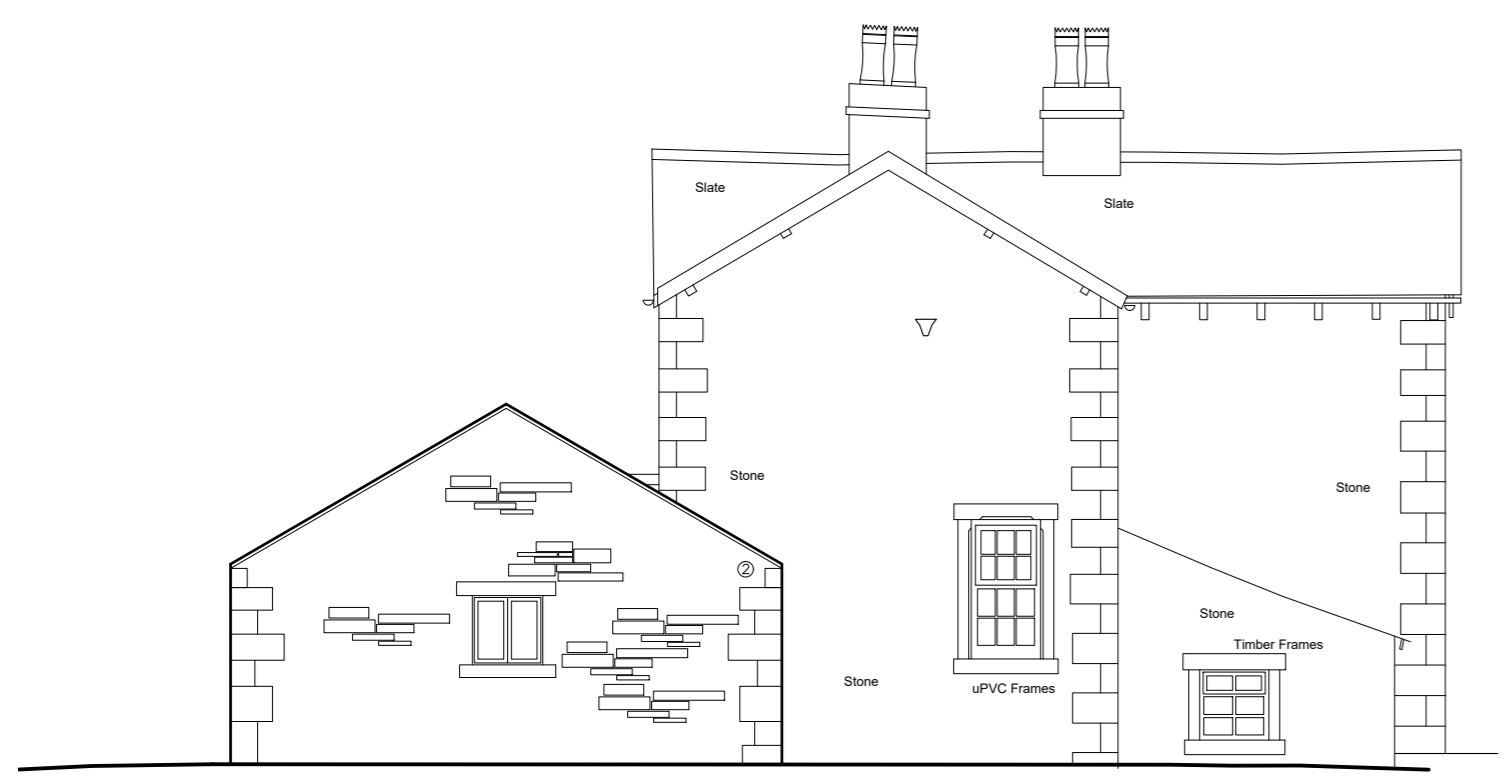 Slate
Slate
Stone
Stone
②
Stone
Timber Frames
Stone
uPVC Frames